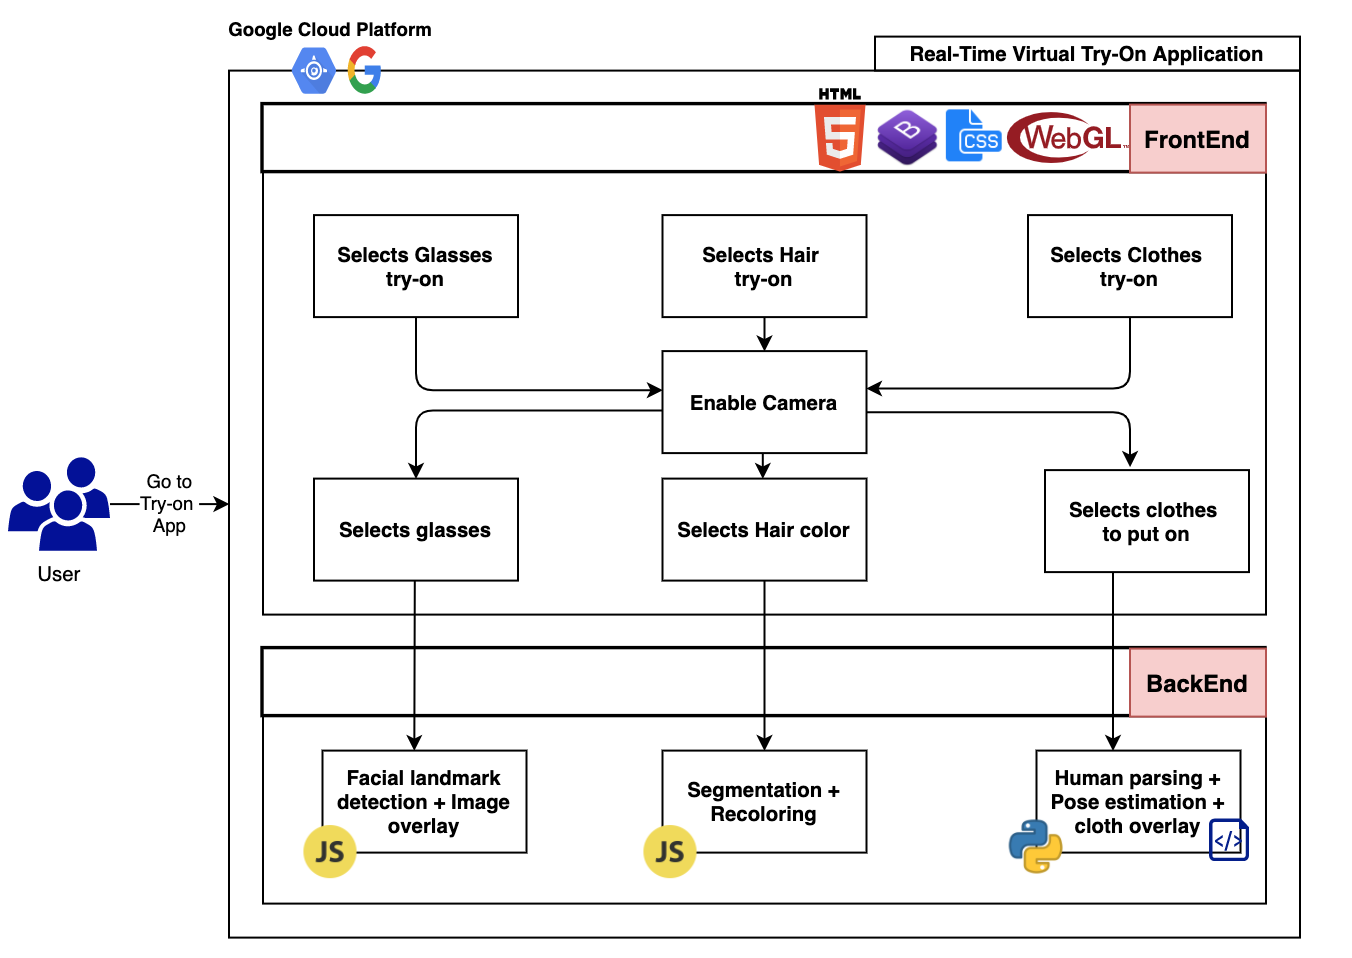 Google Cloud Platform
Real-Time Virtual Try-On Application
HTML
5
B
CSS
WebGL™
FrontEnd
Selects Glasses
try-on
Selects Hair
try-on
Selects Clothes
try-on
Enable Camera
Go to
Try-on
App
User
Selects glasses
Selects Hair color
Selects clothes
to put on
BackEnd
Facial landmark
detection + Image
overlay
JS
Segmentation +
Recoloring
JS
Human parsing +
Pose estimation +
cloth overlay
</>